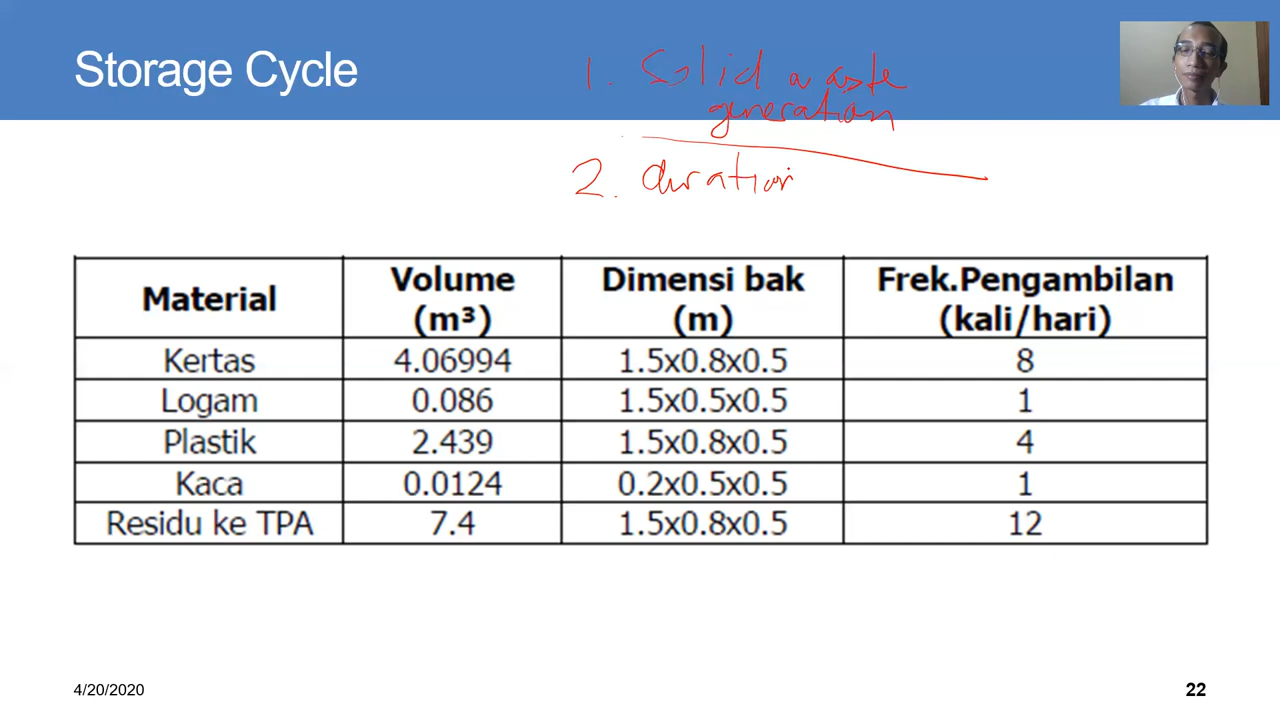 Storage Cycle
1. Solid waste
generation
2. duration
Material Volume (m³) Dimensi bak (m) Frek.Pengambilan (kali/hari)
Kertas 4.06994 1.5x0.8x0.5 8
Logam 0.086 1.5x0.5x0.5 1
Plastik 2.439 1.5x0.8x0.5 4
Kaca 0.0124 0.2x0.5x0.5 1
Residu ke TPA 7.4 1.5x0.8x0.5 12
4/20/2020 22